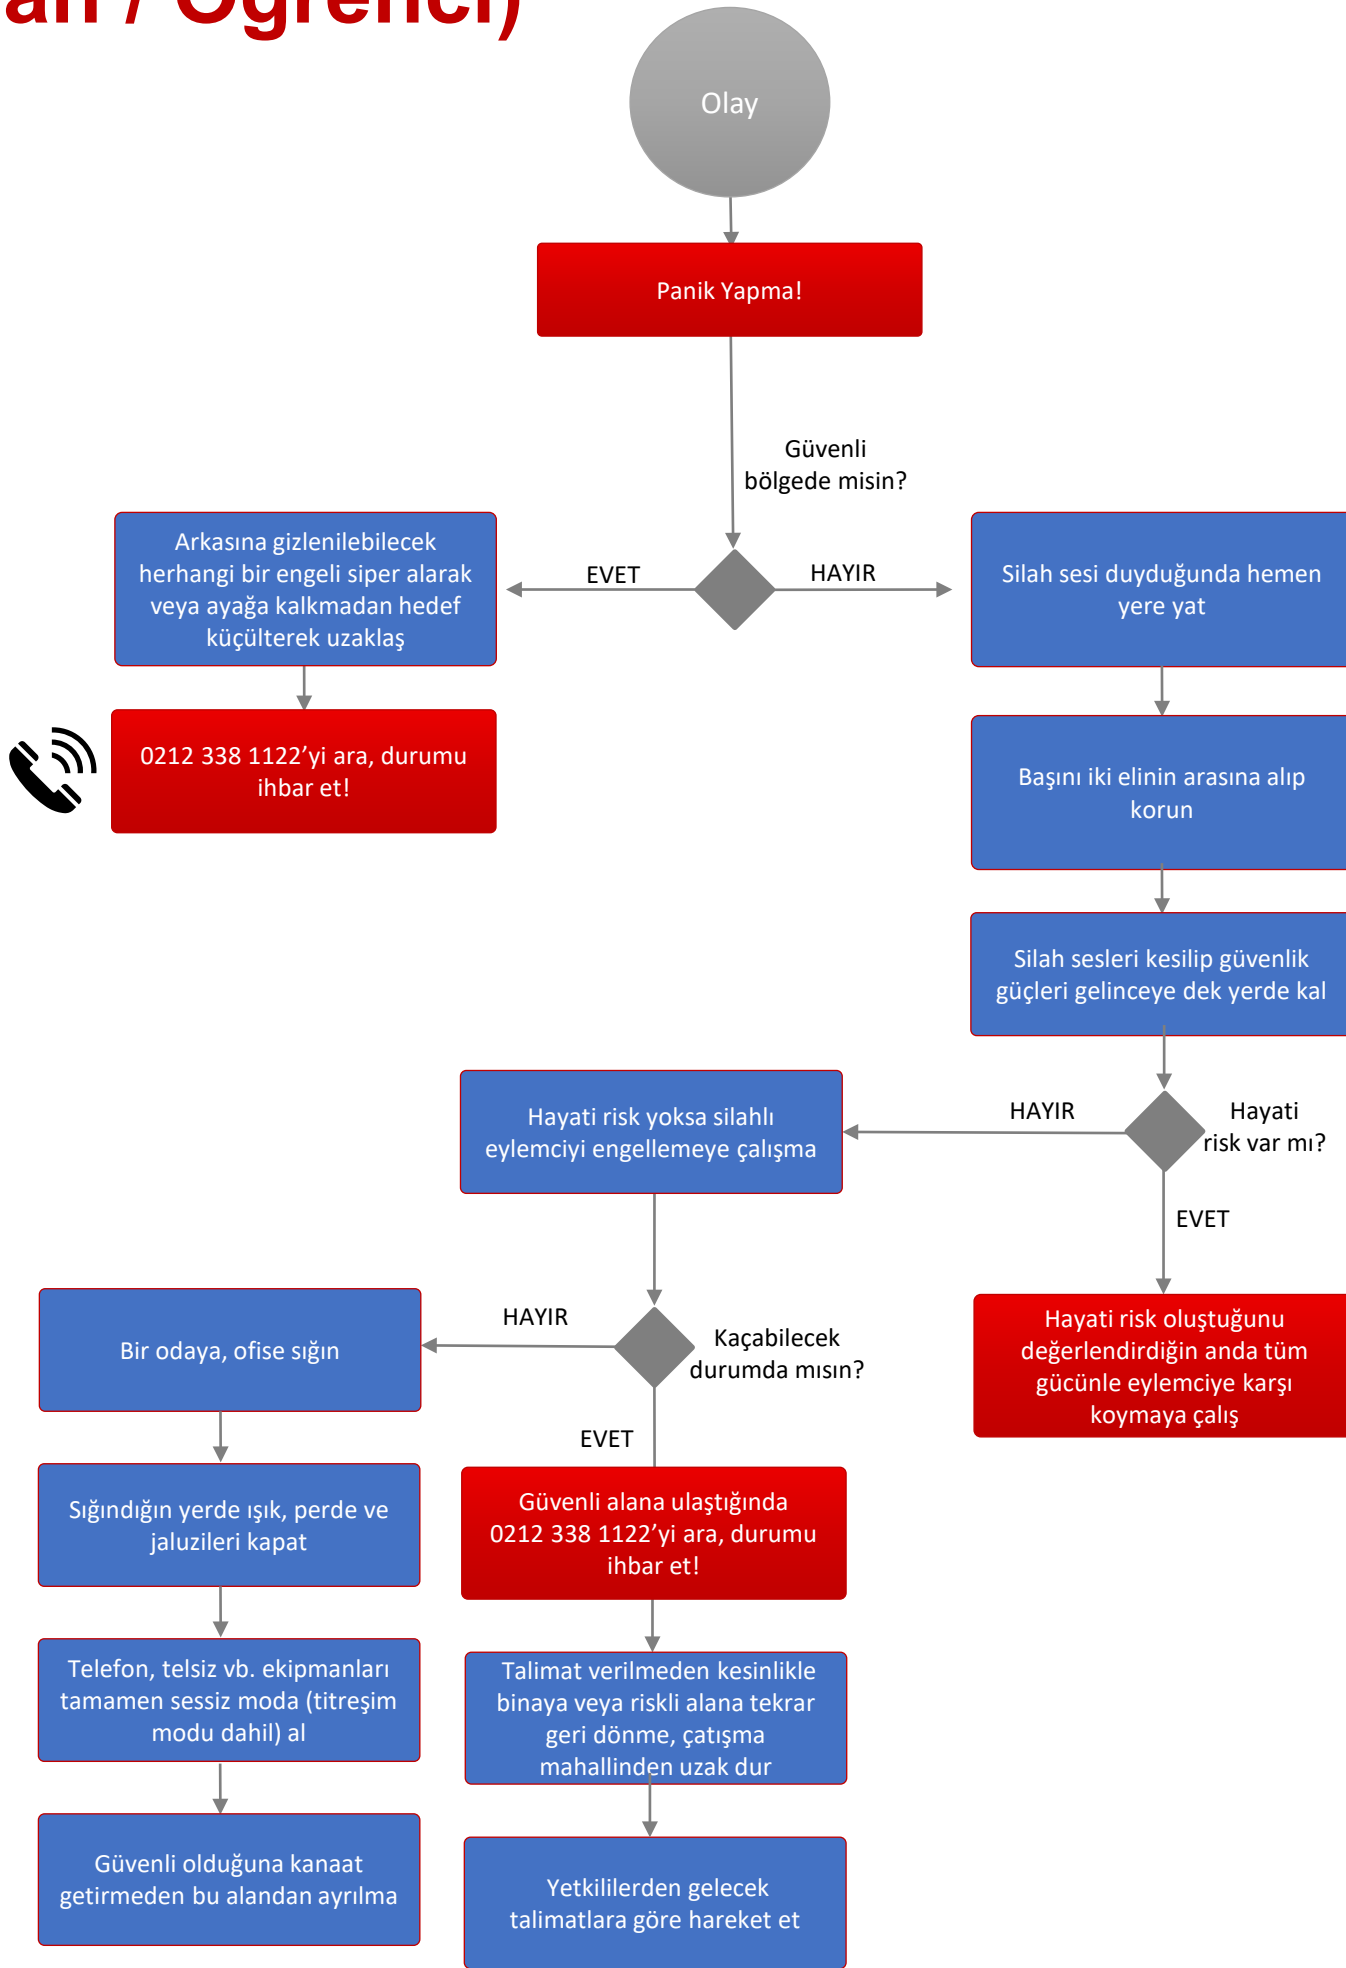 an / Öğrenci)
Olay
Panik Yapma!
Güvenli
bölgede misin?
EVET
HAYIR
Arkasına gizlenilebilecek
herhangi bir engeli siper alarak
veya ayağa kalkmadan hedef
küçülterek uzaklaş
0212 338 1122’yi ara, durumu
ihbar et!
Silah sesi duyduğunda hemen
yere yat
Başını iki elinin arasına alıp
korun
Silah sesleri kesilip güvenlik
güçleri gelinceye dek yerde kal
Hayati
risk var mı?
HAYIR
EVET
Hayati risk yoksa silahlı
eylemciyi engellemeye çalışma
Hayati risk oluştuğunu
değerlendirdiğin anda tüm
gücünle eylemciye karşı
koymaya çalış
Kaçabilecek
durumda mısın?
HAYIR
EVET
Bir odaya, ofise sığın
Sığındığın yerde ışık, perde ve
jaluzileri kapat
Telefon, telsiz vb. ekipmanları
tamamen sessiz moda (titreşim
modu dahil) al
Güvenli olduğuna kanaat
getirmeden bu alandan ayrılma
Güvenli alana ulaştığında
0212 338 1122’yi ara, durumu
ihbar et!
Talimat verilmeden kesinlikle
binaya veya riskli alana tekrar
geri dönme, çatışma
mahallinden uzak dur
Yetkililerden gelecek
talimatlara göre hareket et